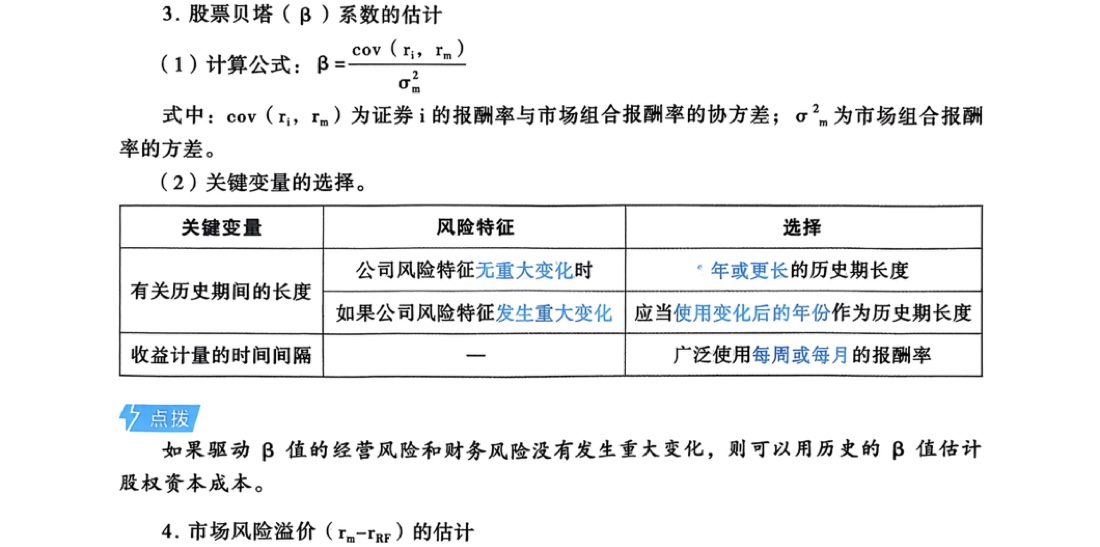 3. 股票贝塔（β）系数的估计
（1）计算公式：β=cov（ri，rm）/σ²m
式中：cov（ri，rm）为证券 i 的报酬率与市场组合报酬率的协方差；σ²m为市场组合报酬
率的方差。
（2）关键变量的选择。
关键变量 风险特征 选择
有关历史期间的长度 公司风险特征无重大变化时 年或更长的历史期长度
如果公司风险特征发生重大变化 应当使用变化后的年份作为历史期长度
收益计量的时间间隔 — 广泛使用每周或每月的报酬率
点拨
如果驱动 β 值的经营风险和财务风险没有发生重大变化，则可以用历史的 β 值估计
股权资本成本。
4. 市场风险溢价（rm-rRF）的估计